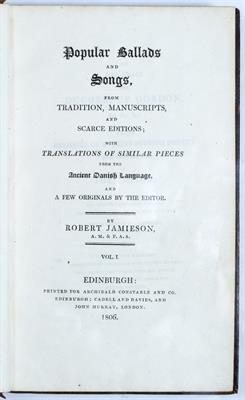 Popular Ballads
AND
Songs,
FROM
TRADITION, MANUSCRIPTS,
AND
SCARCE EDITIONS;
WITH
TRANSLATIONS OF SIMILAR PIECES
FROM THE
Ancient Danish Language,
AND
A FEW ORIGINALS BY THE EDITOR.
BY
ROBERT JAMIESON,
A. M. & F. A. S.
VOL. I.
EDINBURGH:
PRINTED FOR ARCHIBALD CONSTABLE AND CO.
EDINBURGH; CADELL AND DAVIES, AND
JOHN MURRAY, LONDON.
1806.